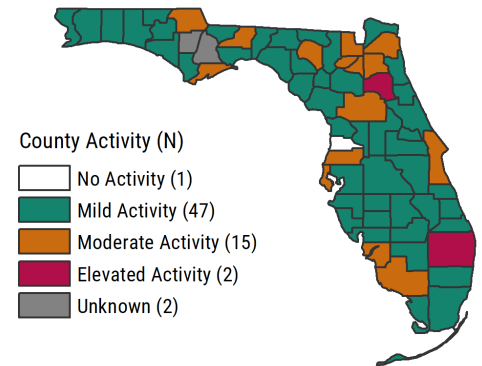 County Activity (N)
No Activity (1)
Mild Activity (47)
Moderate Activity (15)
Elevated Activity (2)
Unknown (2)